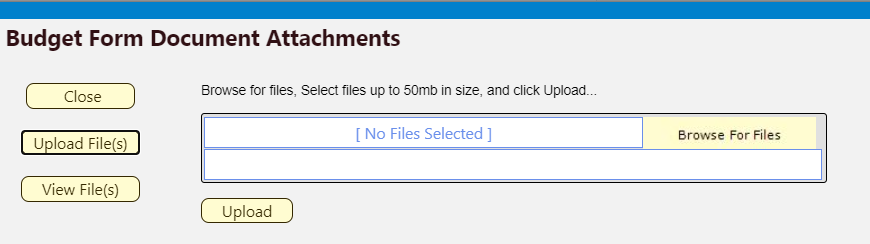 Budget Form Document Attachments
Close
Browse for files, Select files up to 50mb in size, and click Upload...
Upload File(s)
[ No Files Selected ]
Browse For Files
View File(s)
Upload